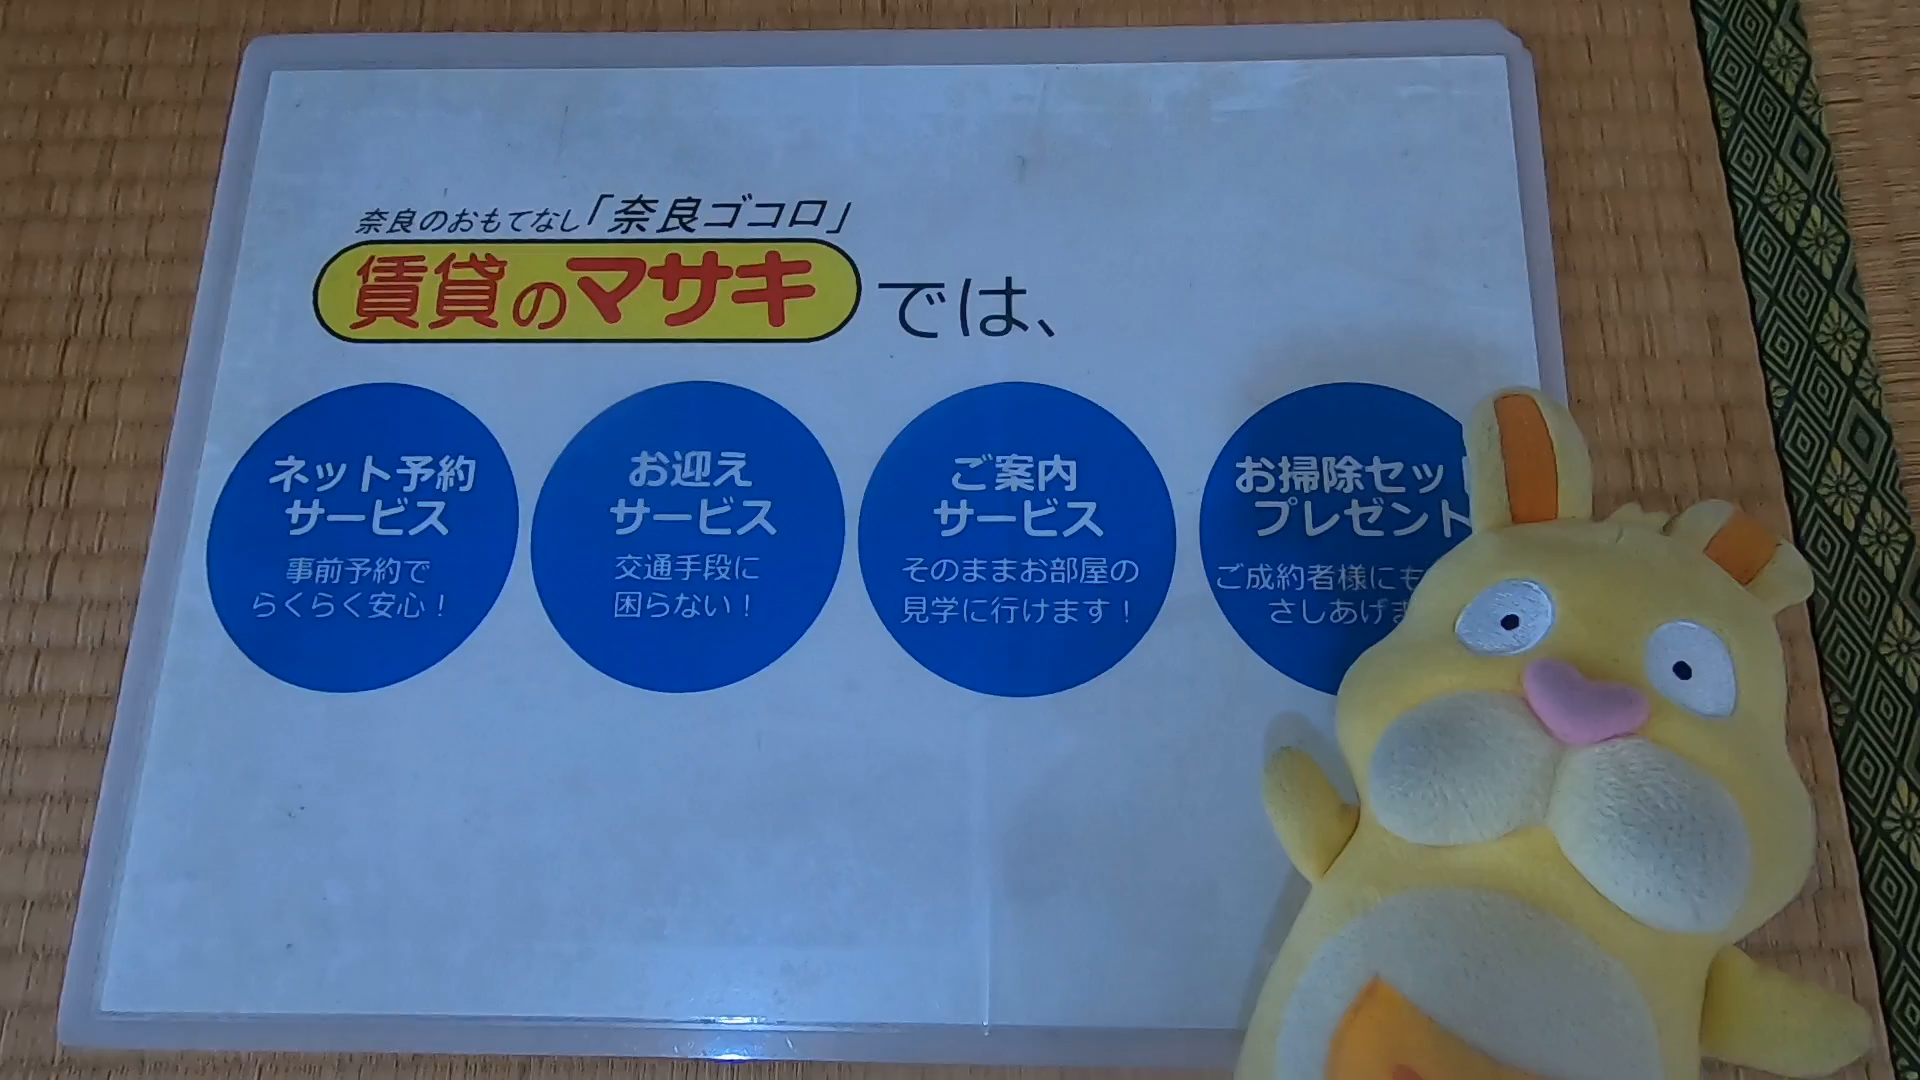 奈良のおもてなし「奈良ゴコロ」
賃貸のマサキでは、
ネット予約
サービス
事前予約で
らくらく安心！
お迎え
サービス
交通手段に
困らない！
ご案内
サービス
そのままお部屋の
見学に行けます！
お掃除セット
プレゼント
ご成約者様にも
さしあげま